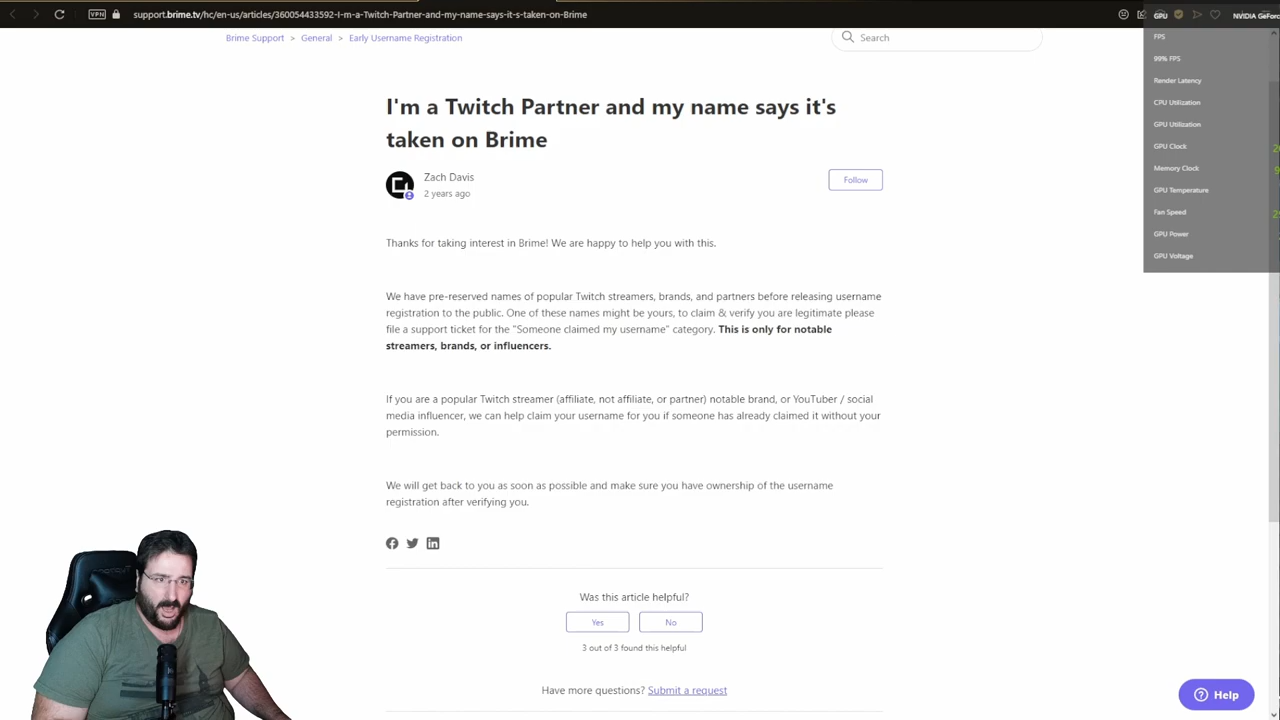 VPN
support.brime.tv/hc/en-us/articles/360054433592-I-m-a-Twitch-Partner-and-my-name-says-it-s-taken-on-Brime
GPU
NVIDIA GeForc
Brime Support > General > Early Username Registration
Search
FPS
99% FPS
Render Latency
CPU Utilization
GPU Utilization
GPU Clock
Memory Clock
GPU Temperature
Fan Speed
GPU Power
GPU Voltage
I'm a Twitch Partner and my name says it's
taken on Brime
Zach Davis
2 years ago
Follow
Thanks for taking interest in Brime! We are happy to help you with this.
We have pre-reserved names of popular Twitch streamers, brands, and partners before releasing username
registration to the public. One of these names might be yours, to claim & verify you are legitimate please
file a support ticket for the "Someone claimed my username" category. This is only for notable
streamers, brands, or influencers.
If you are a popular Twitch streamer (affiliate, not affiliate, or partner) notable brand, or YouTuber / social
media influencer, we can help claim your username for you if someone has already claimed it without your
permission.
We will get back to you as soon as possible and make sure you have ownership of the username
registration after verifying you.
Was this article helpful?
Yes
No
3 out of 3 found this helpful
Have more questions? Submit a request
Help